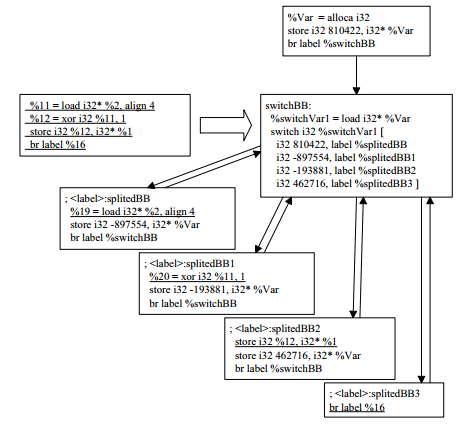 %Var = alloca i32
store i32 810422, i32* %Var
br label %switchBB
%11 = load i32* %2, align 4
%12 = xor i32 %11, 1
store i32 %12, i32* %1
br label %16
switchBB:
%switchVar1 = load i32* %Var
switch i32 %switchVar1 [
i32 810422, label %splitedBB
i32 -897554, label %splitedBB1
i32 -193881, label %splitedBB2
i32 462716, label %splitedBB3 ]
; <label>:splitedBB
%19 = load i32* %2, align 4
store i32 -897554, i32* %Var
br label %switchBB
; <label>:splitedBB1
%20 = xor i32 %11, 1
store i32 -193881, i32* %Var
br label %switchBB
; <label>:splitedBB2
store i32 %12, i32* %1
store i32 462716, i32* %Var
br label %switchBB
; <label>:splitedBB3
br label %16